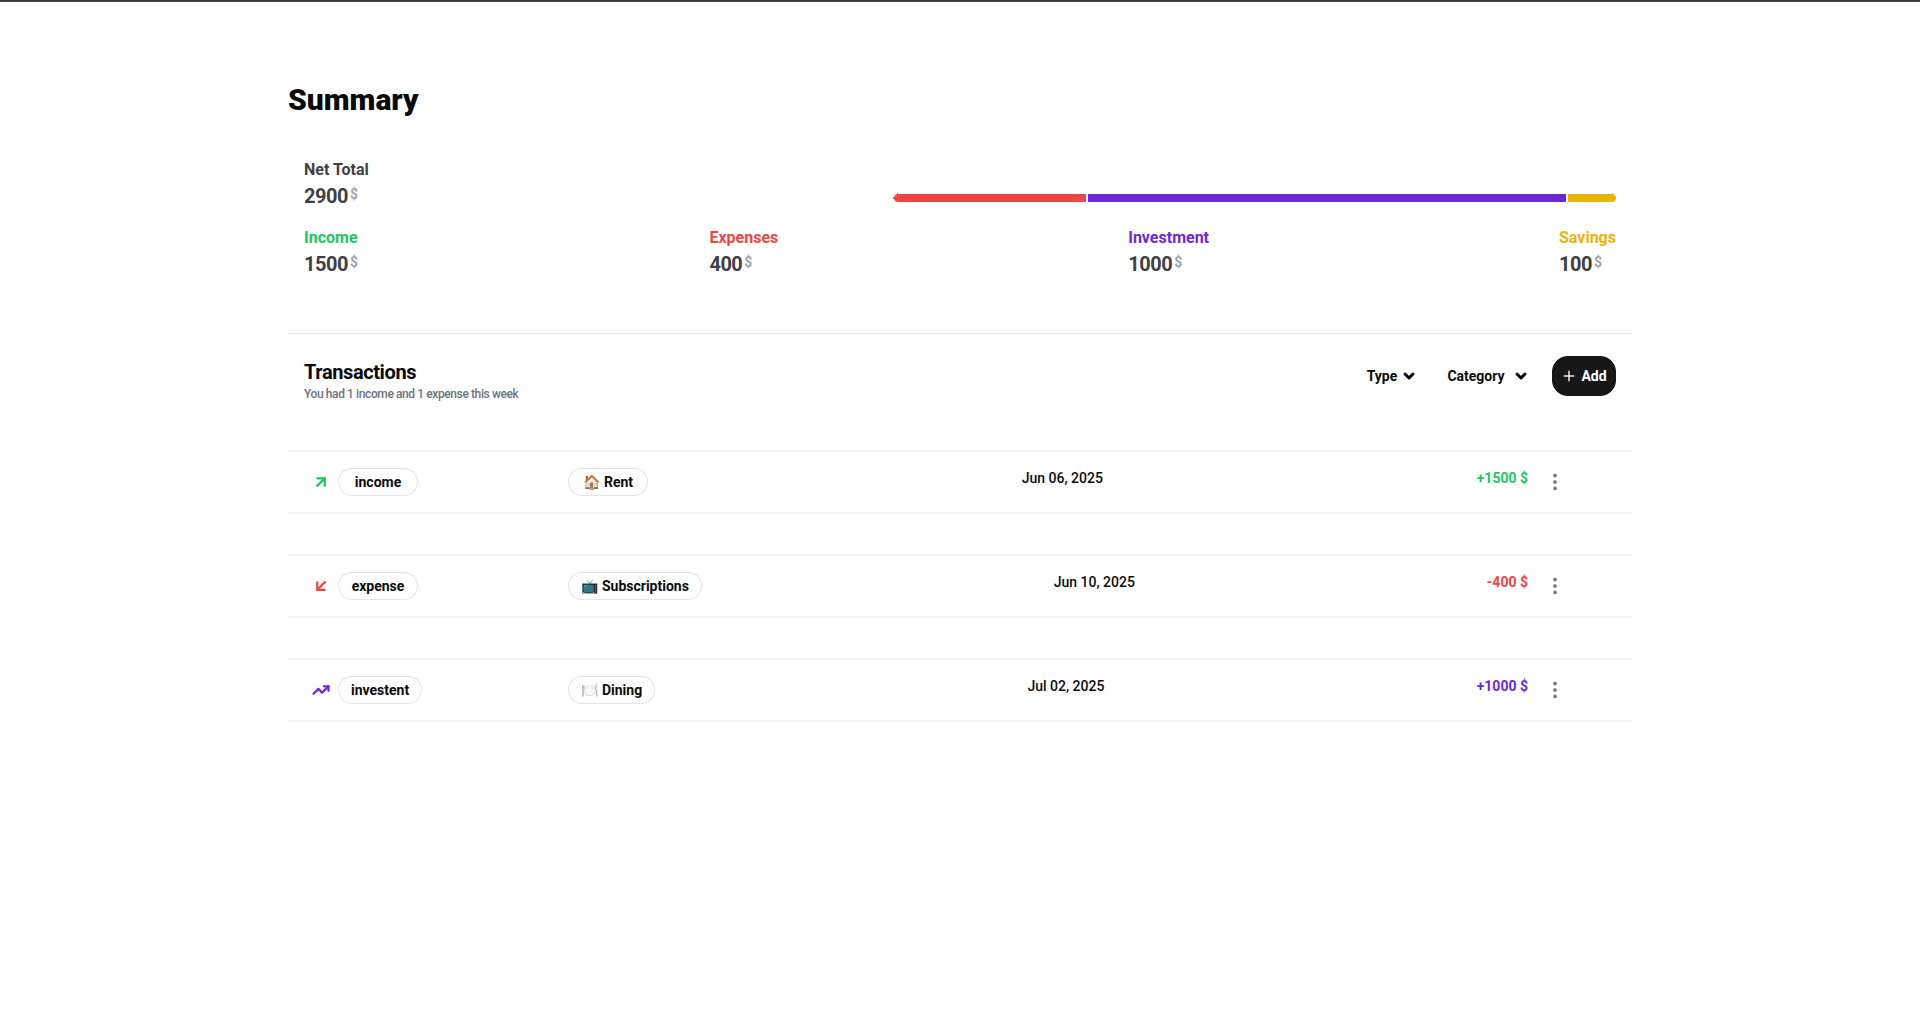 Summary
Net Total
2900 $
Income
1500 $
Expenses
400 $
Investment
1000 $
Savings
100 $
Transactions
You had 1 income and 1 expense this week
Type
Category
+ Add
income Rent Jun 06, 2025 +1500 $
expense Subscriptions Jun 10, 2025 -400 $
investent Dining Jul 02, 2025 +1000 $